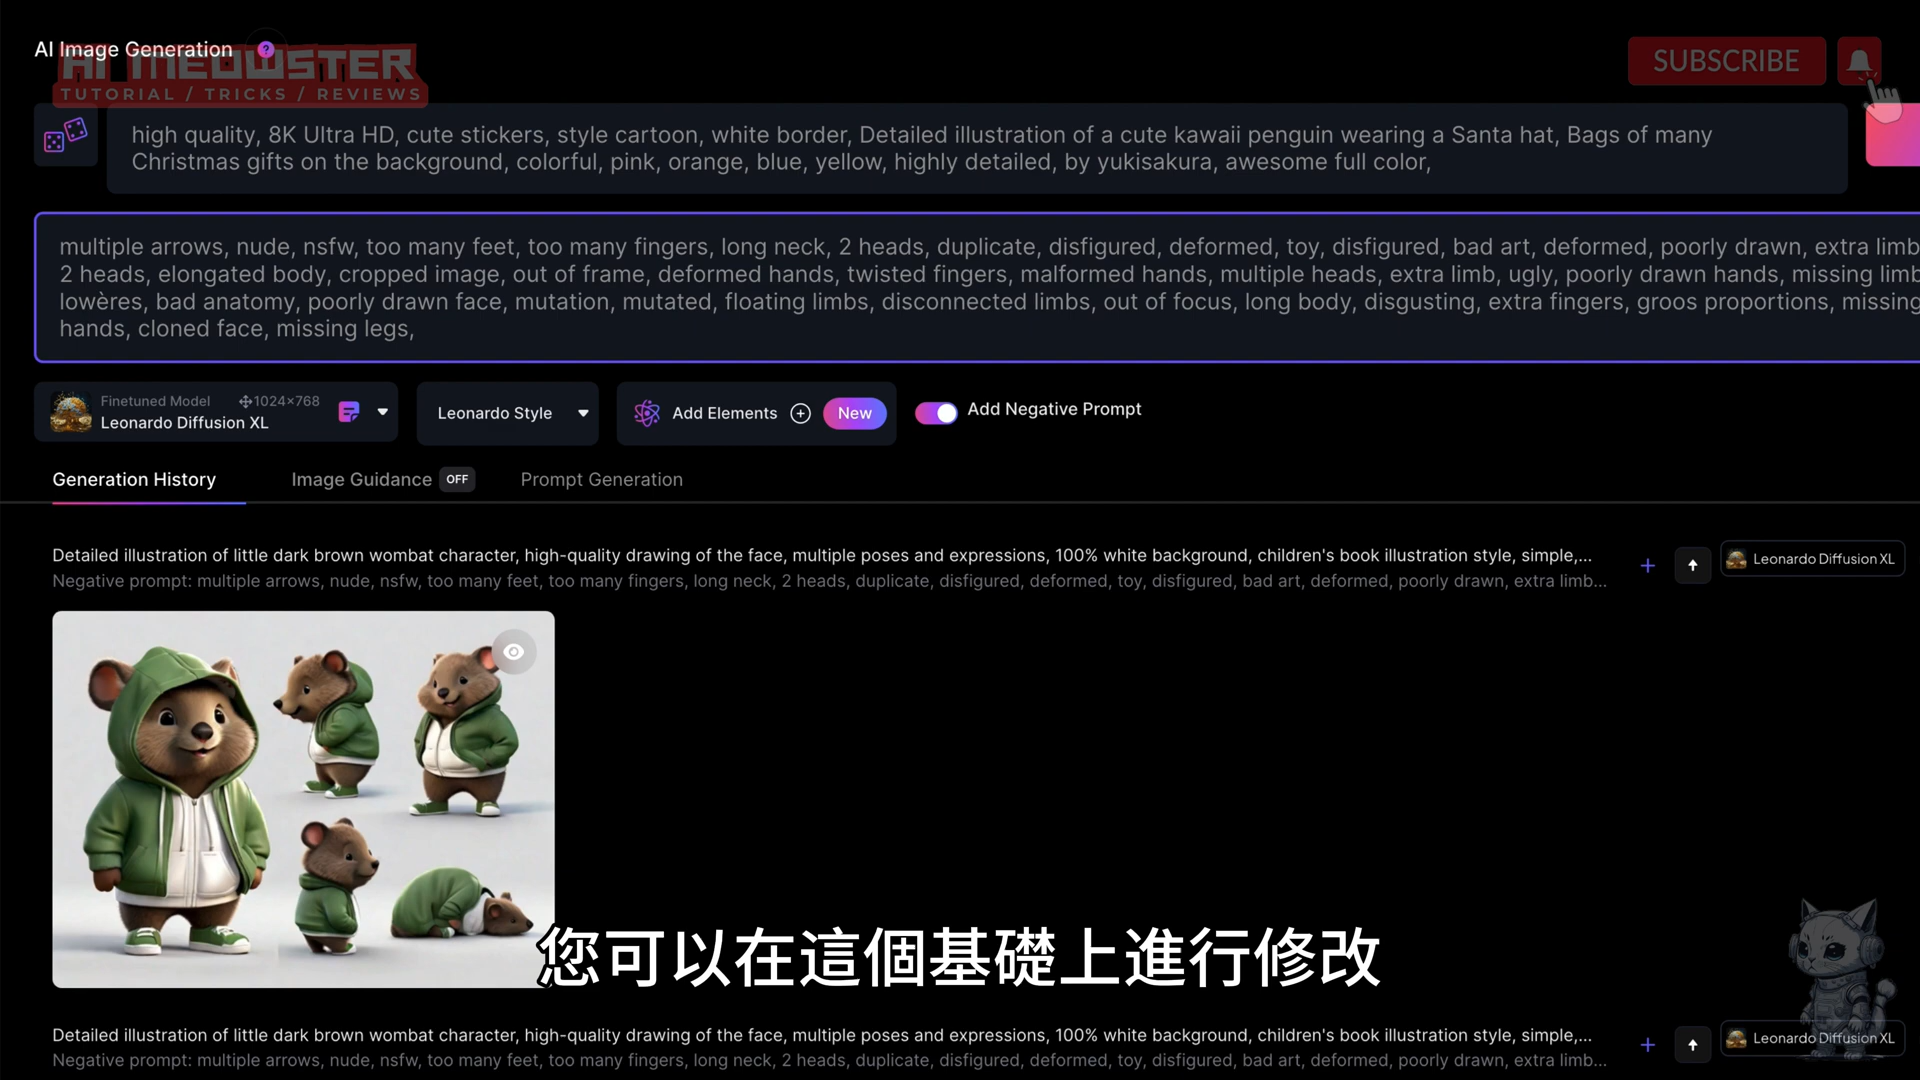 AI Image Generation ?
AI MEOWSTER
TUTORIAL / TRICKS / REVIEWS
SUBSCRIBE
high quality, 8K Ultra HD, cute stickers, style cartoon, white border, Detailed illustration of a cute kawaii penguin wearing a Santa hat, Bags of many
Christmas gifts on the background, colorful, pink, orange, blue, yellow, highly detailed, by yukisakura, awesome full color,
multiple arrows, nude, nsfw, too many feet, too many fingers, long neck, 2 heads, duplicate, disfigured, deformed, toy, disfigured, bad art, deformed, poorly drawn, extra limb
2 heads, elongated body, cropped image, out of frame, deformed hands, twisted fingers, malformed hands, multiple heads, extra limb, ugly, poorly drawn hands, missing limb
lowères, bad anatomy, poorly drawn face, mutation, mutated, floating limbs, disconnected limbs, out of focus, long body, disgusting, extra fingers, groos proportions, missing
hands, cloned face, missing legs,
Finetuned Model 1024×768
Leonardo Diffusion XL
Leonardo Style
Add Elements
New
Add Negative Prompt
Generation History
Image Guidance OFF
Prompt Generation
Detailed illustration of little dark brown wombat character, high-quality drawing of the face, multiple poses and expressions, 100% white background, children's book illustration style, simple,...
Negative prompt: multiple arrows, nude, nsfw, too many feet, too many fingers, long neck, 2 heads, duplicate, disfigured, deformed, toy, disfigured, bad art, deformed, poorly drawn, extra limb...
Leonardo Diffusion XL
您可以在這個基礎上進行修改
Detailed illustration of little dark brown wombat character, high-quality drawing of the face, multiple poses and expressions, 100% white background, children's book illustration style, simple,...
Negative prompt: multiple arrows, nude, nsfw, too many feet, too many fingers, long neck, 2 heads, duplicate, disfigured, deformed, toy, disfigured, bad art, deformed, poorly drawn, extra limb...
Leonardo Diffusion XL